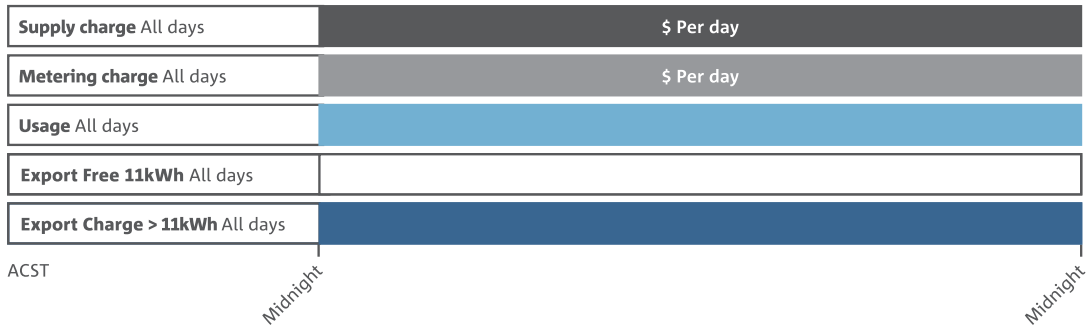 Supply charge All days $ Per day
Metering charge All days $ Per day
Usage All days
Export Free 11kWh All days
Export Charge > 11kWh All days
ACST Midnight Midnight